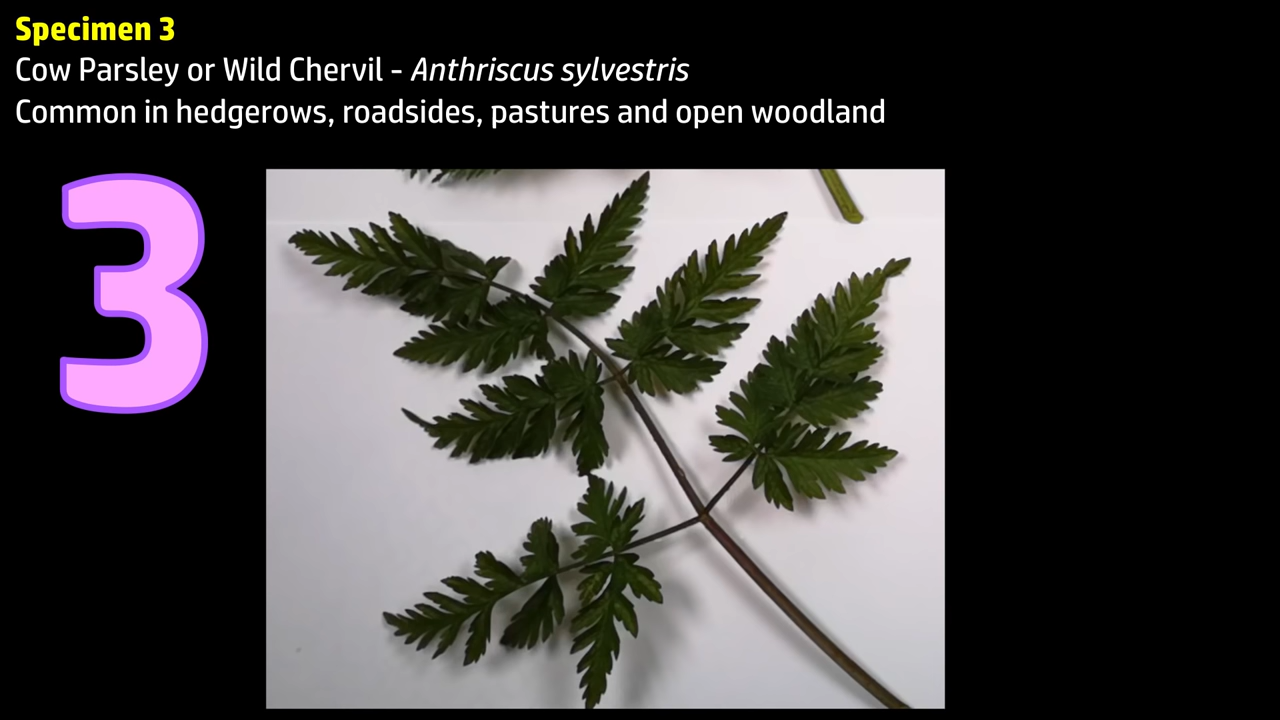 Specimen 3
Cow Parsley or Wild Chervil - Anthriscus sylvestris
Common in hedgerows, roadsides, pastures and open woodland
3